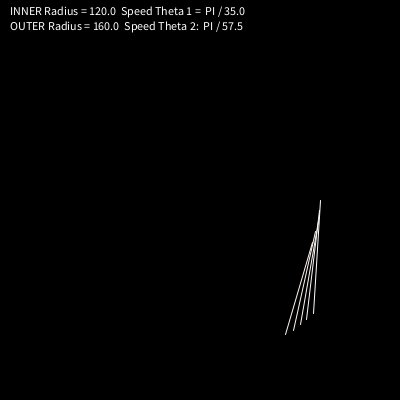 INNER Radius = 120.0  Speed Theta 1 =  PI / 35.0
OUTER Radius = 160.0  Speed Theta 2:  PI / 57.5